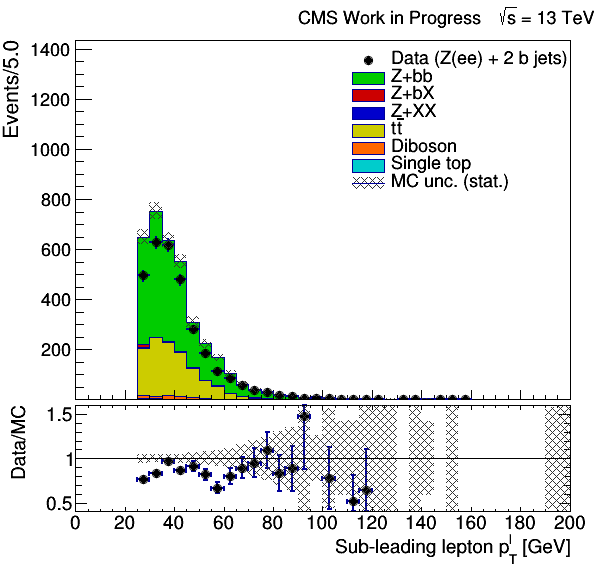 CMS Work in Progress √s = 13 TeV
Events/5.0
1400
1200
1000
800
600
400
200
Data (Z(ee) + 2 b jets)
Z+bb
Z+bX
Z+XX
tt̄
Diboson
Single top
MC unc. (stat.)
Data/MC
1.5
1
0.5
0 20 40 60 80 100 120 140 160 180 200
Sub-leading lepton p_T^l [GeV]